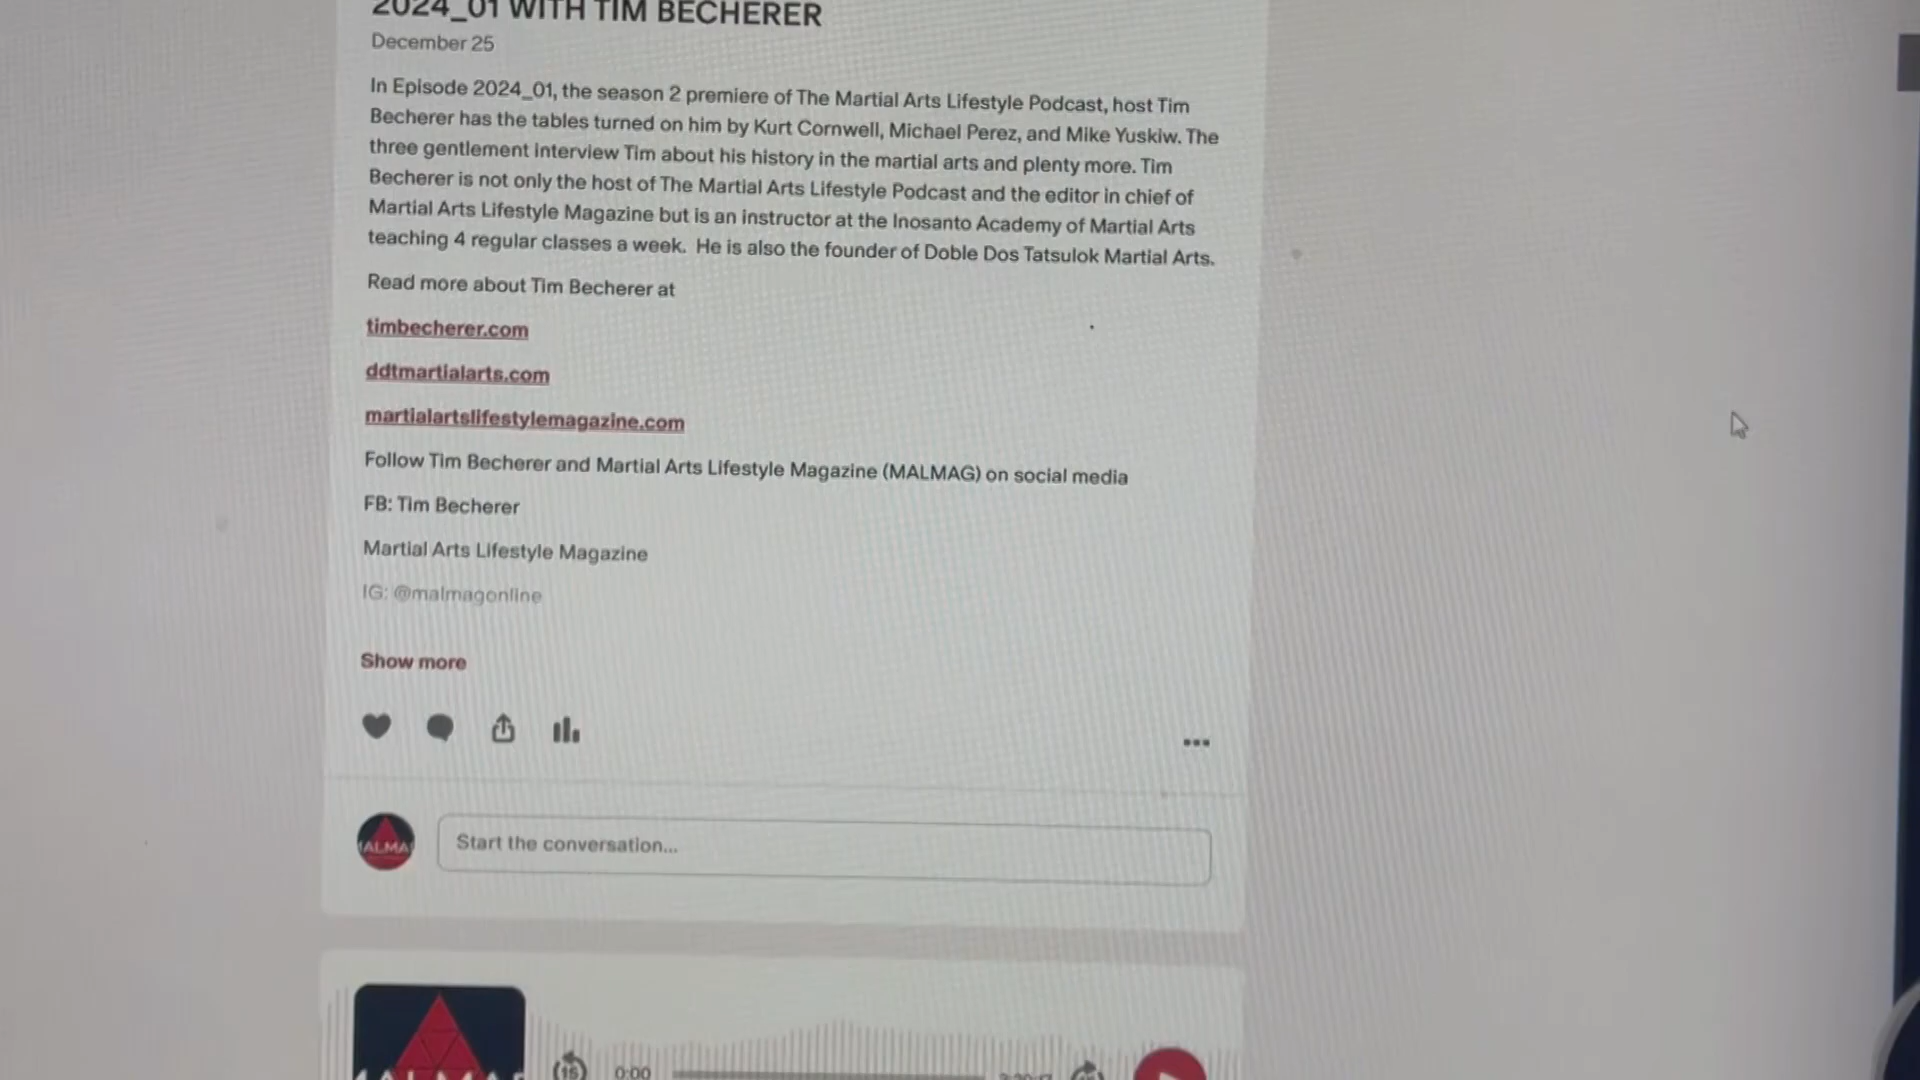 2024_01 WITH TIM BECHERER
December 25
In Episode 2024_01, the season 2 premiere of The Martial Arts Lifestyle Podcast, host Tim
Becherer has the tables turned on him by Kurt Cornwell, Michael Perez, and Mike Yuskiw. The
three gentlement interview Tim about his history in the martial arts and plenty more. Tim
Becherer is not only the host of The Martial Arts Lifestyle Podcast and the editor in chief of
Martial Arts Lifestyle Magazine but is an instructor at the Inosanto Academy of Martial Arts
teaching 4 regular classes a week. He is also the founder of Doble Dos Tatsulok Martial Arts.
Read more about Tim Becherer at
timbecherer.com
ddtmartialarts.com
martialartslifestylemagazine.com
Follow Tim Becherer and Martial Arts Lifestyle Magazine (MALMAG) on social media
FB: Tim Becherer
Martial Arts Lifestyle Magazine
IG: @malmagonline
Show more
ALMA
Start the conversation...
15
0:00